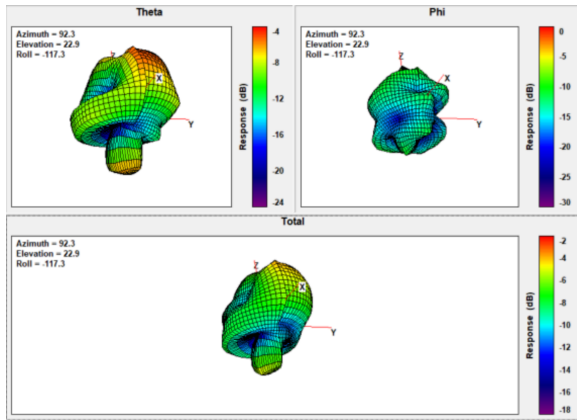 Theta
Azimuth = 92.3
Elevation = 22.9
Roll = -117.3
Z
X
Y
-4
-8
-12
-16
-20
-24
Response (dB)
Phi
Azimuth = 92.3
Elevation = 22.9
Roll = -117.3
Z
X
Y
0
-5
-10
-15
-20
-25
-30
Response (dB)
Total
Azimuth = 92.3
Elevation = 22.9
Roll = -117.3
Z
X
Y
-2
-4
-6
-8
-10
-12
-14
-16
-18
Response (dB)